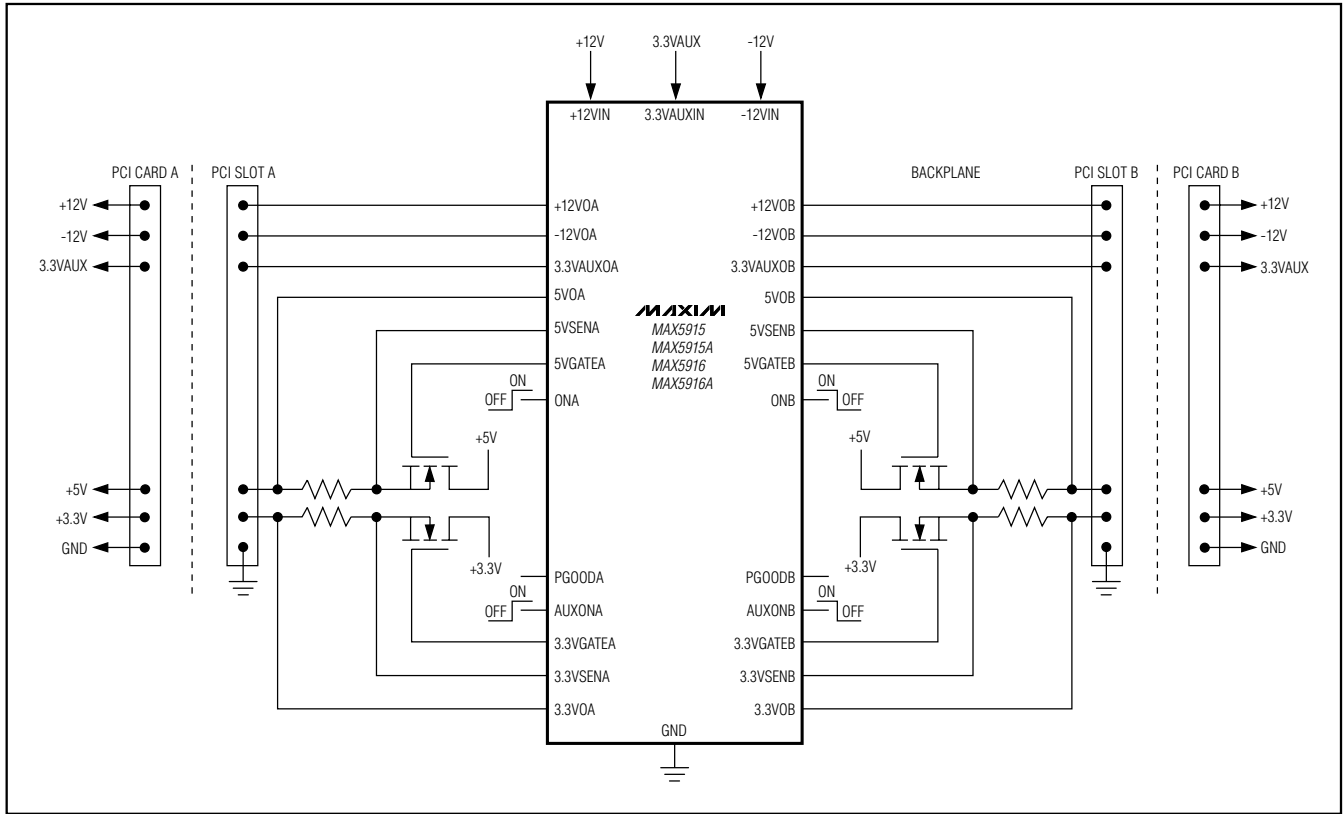 +12V 3.3VAUX -12V
+12VIN 3.3VAUXIN -12VIN
PCI CARD A PCI SLOT A BACKPLANE PCI SLOT B PCI CARD B
+12V +12VOA +12VOB +12V
-12V -12VOA -12VOB -12V
3.3VAUX 3.3VAUXOA 3.3VAUXOB 3.3VAUX
5VOA 5VOB
MAXIM
5VSENA MAX5915 5VSENB
MAX5915A
5VGATEA MAX5916 5VGATEB
MAX5916A
ON ON
OFF ONA ONB OFF
+5V +5V
+5V +5V
+3.3V +3.3V
GND GND
+3.3V +3.3V
PGOODA PGOODB
ON ON
OFF AUXONA AUXONB OFF
3.3VGATEA 3.3VGATEB
3.3VSENA 3.3VSENB
3.3VOA 3.3VOB
GND